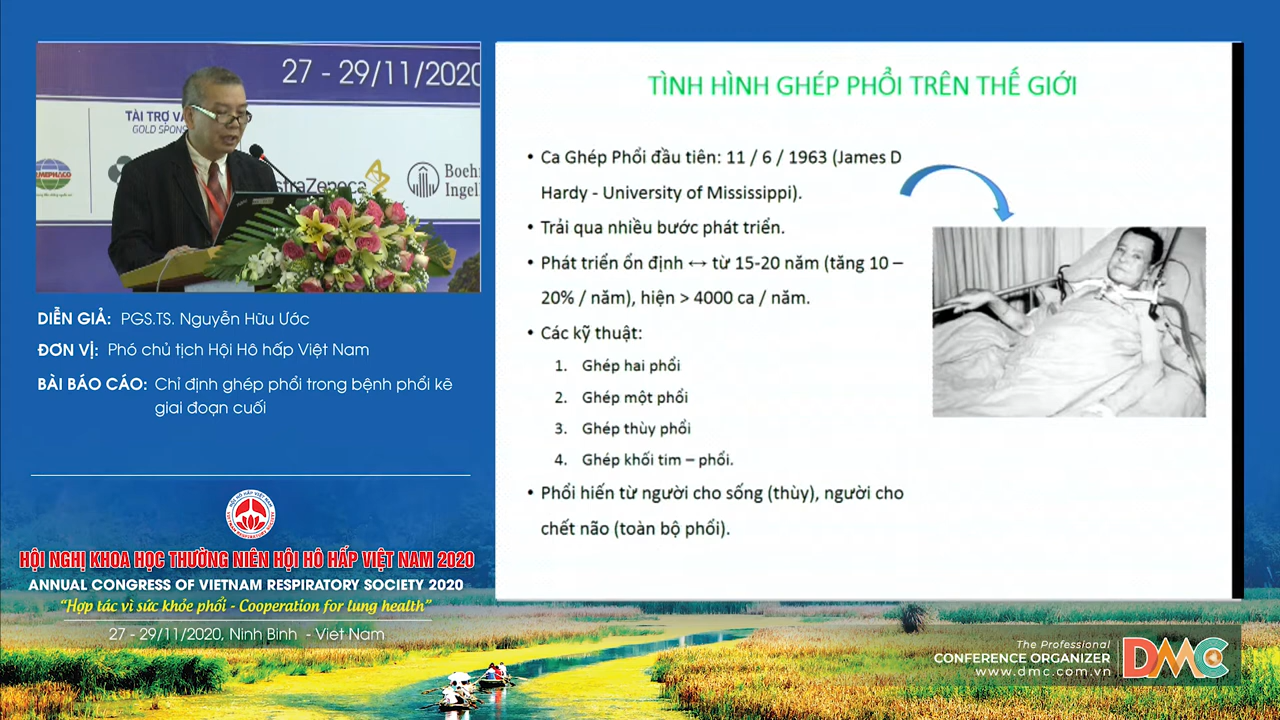 27 - 29/11/2020
TÀI TRỢ VÀ
GOLD SPONS
MEPHACO
straZeneca
Boehr
Ingel
DIỄN GIẢ: PGS.TS. Nguyễn Hữu Ước
ĐƠN VỊ: Phó chủ tịch Hội Hô hấp Việt Nam
BÀI BÁO CÁO: Chỉ định ghép phổi trong bệnh phổi kẽ
giai đoạn cuối
HỘI NGHỊ KHOA HỌC THƯỜNG NIÊN HỘI HÔ HẤP VIỆT NAM 2020
ANNUAL CONGRESS OF VIETNAM RESPIRATORY SOCIETY 2020
“Hợp tác vì sức khỏe phổi - Cooperation for lung health”
27 - 29/11/2020, Ninh Binh - Viet Nam
TÌNH HÌNH GHÉP PHỔI TRÊN THẾ GIỚI
• Ca Ghép Phổi đầu tiên: 11 / 6 / 1963 (James D
Hardy - University of Mississippi).
• Trải qua nhiều bước phát triển.
• Phát triển ổn định ↔ từ 15-20 năm (tăng 10 –
20% / năm), hiện > 4000 ca / năm.
• Các kỹ thuật:
1. Ghép hai phổi
2. Ghép một phổi
3. Ghép thùy phổi
4. Ghép khối tim – phổi.
• Phổi hiến từ người cho sống (thùy), người cho
chết não (toàn bộ phổi).
The Professional
CONFERENCE ORGANIZER
www.dmc.com.vn
DMC